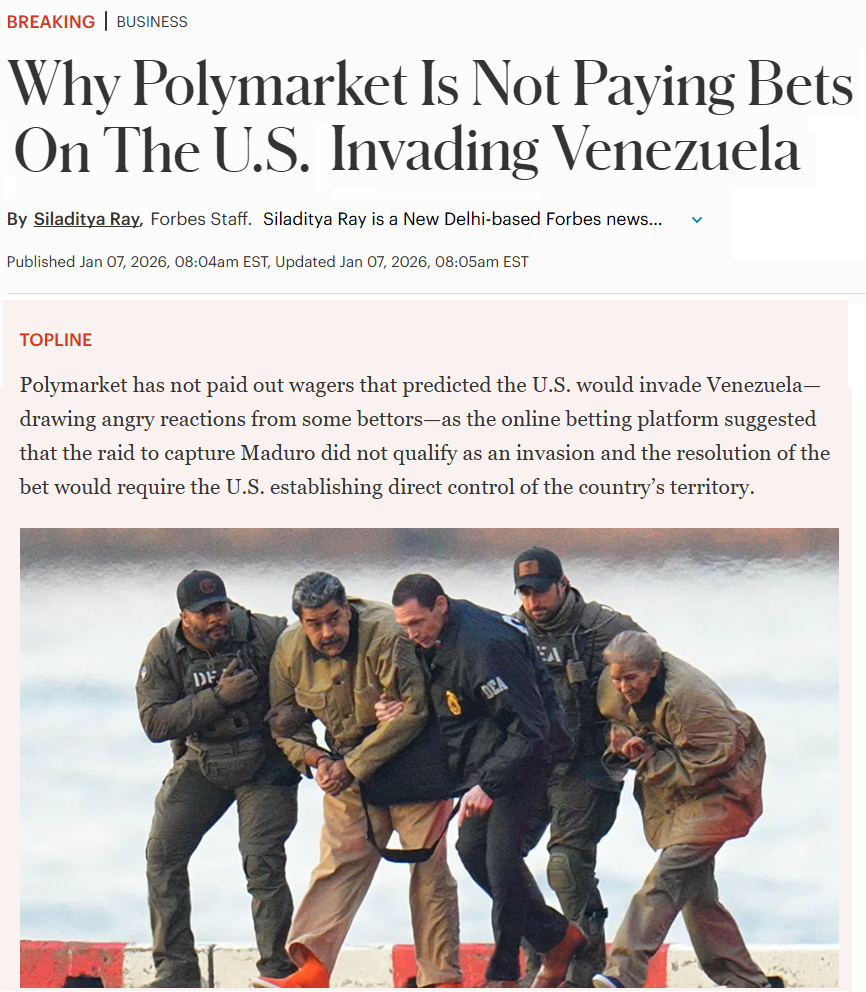 BREAKING | BUSINESS
Why Polymarket Is Not Paying Bets
On The U.S. Invading Venezuela
By Siladitya Ray, Forbes Staff. Siladitya Ray is a New Delhi-based Forbes news...
Published Jan 07, 2026, 08:04am EST, Updated Jan 07, 2026, 08:05am EST
TOPLINE
Polymarket has not paid out wagers that predicted the U.S. would invade Venezuela—
drawing angry reactions from some bettors—as the online betting platform suggested
that the raid to capture Maduro did not qualify as an invasion and the resolution of the
bet would require the U.S. establishing direct control of the country’s territory.
DE
DEA
EA